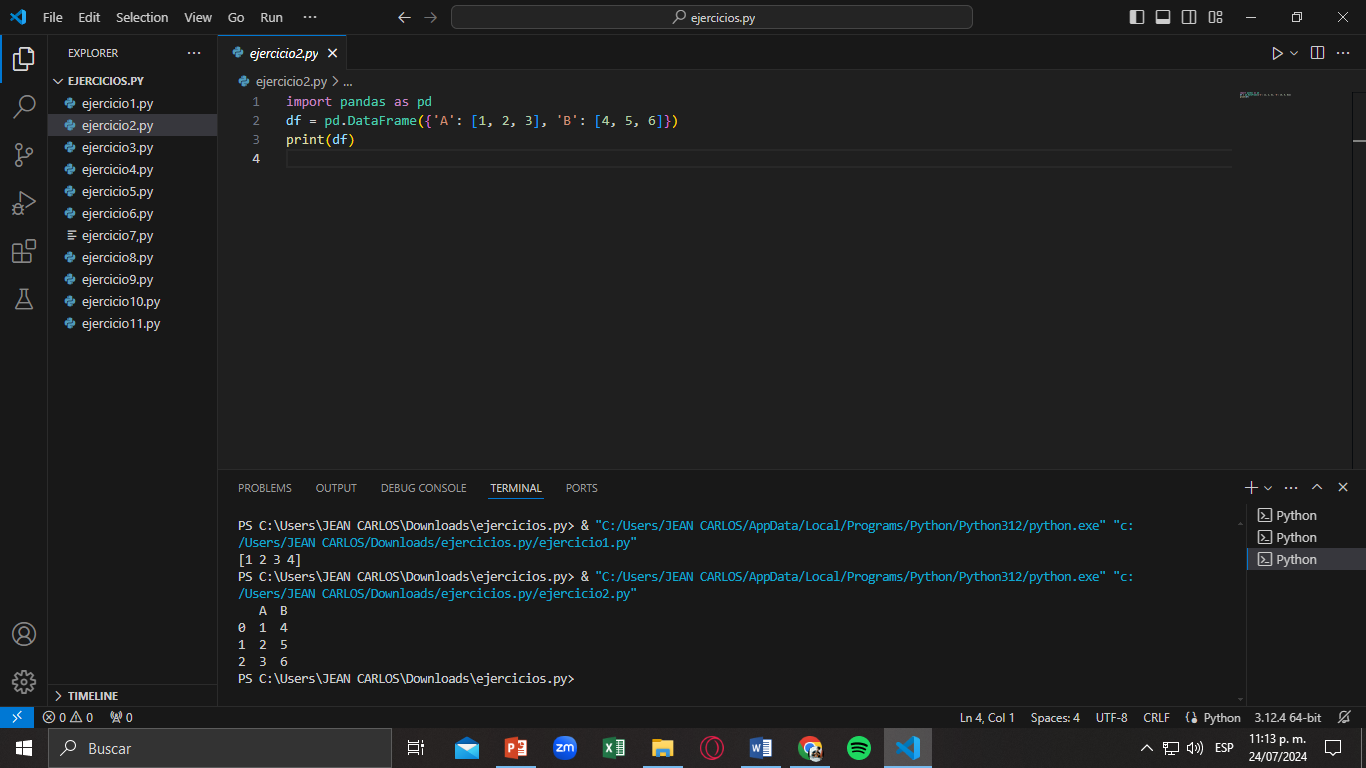 File Edit Selection View Go Run ···
ejercicios.py
EXPLORER ···
EJERCICIOS.PY
ejercicio1.py
ejercicio2.py
ejercicio3.py
ejercicio4.py
ejercicio5.py
ejercicio6.py
ejercicio7,py
ejercicio8.py
ejercicio9.py
ejercicio10.py
ejercicio11.py
TIMELINE
ejercicio2.py
ejercicio2.py > ...
1 import pandas as pd
2 df = pd.DataFrame({'A': [1, 2, 3], 'B': [4, 5, 6]})
3 print(df)
4
PROBLEMS OUTPUT DEBUG CONSOLE TERMINAL PORTS
PS C:\Users\JEAN CARLOS\Downloads\ejercicios.py> & "C:/Users/JEAN CARLOS/AppData/Local/Programs/Python/Python312/python.exe" "c:
/Users/JEAN CARLOS/Downloads/ejercicios.py/ejercicio1.py"
[1 2 3 4]
PS C:\Users\JEAN CARLOS\Downloads\ejercicios.py> & "C:/Users/JEAN CARLOS/AppData/Local/Programs/Python/Python312/python.exe" "c:
/Users/JEAN CARLOS/Downloads/ejercicios.py/ejercicio2.py"
   A  B
0  1  4
1  2  5
2  3  6
PS C:\Users\JEAN CARLOS\Downloads\ejercicios.py>
Python
Python
Python
0 0 0 Ln 4, Col 1 Spaces: 4 UTF-8 CRLF Python 3.12.4 64-bit
Buscar
zm
ESP
11:13 p. m.
24/07/2024